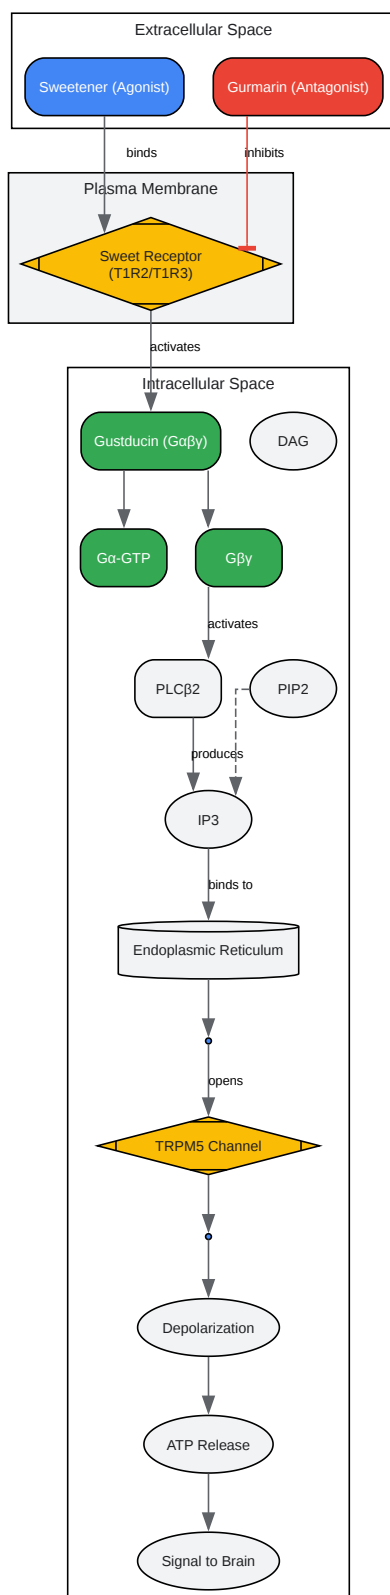 Extracellular Space
Sweetener (Agonist)
Gurmarin (Antagonist)
binds
inhibits
Plasma Membrane
Sweet Receptor
(T1R2/T1R3)
activates
Intracellular Space
Gustducin (Gαβγ)
DAG
Gα-GTP
Gβγ
activates
PLCβ2
PIP2
produces
IP3
binds to
Endoplasmic Reticulum
opens
TRPM5 Channel
Depolarization
ATP Release
Signal to Brain